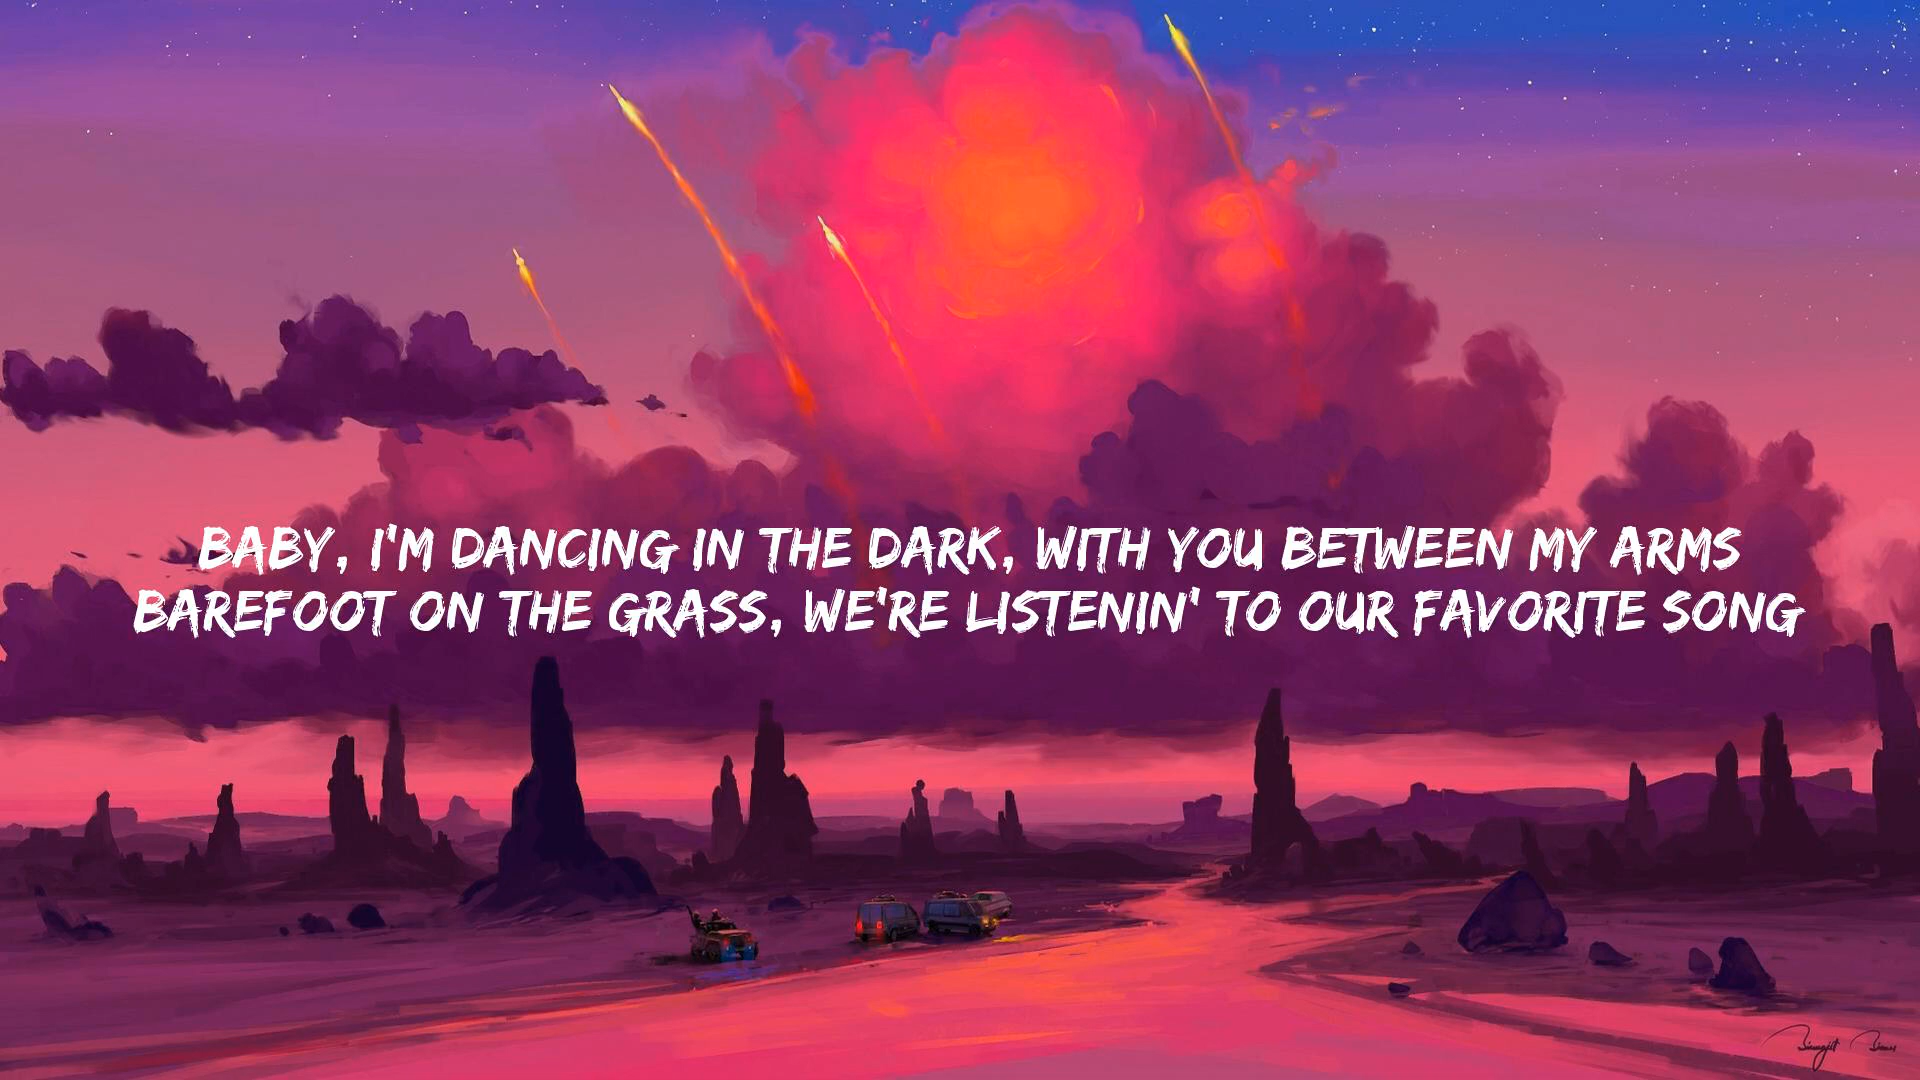 BABY, I'M DANCING IN THE DARK, WITH YOU BETWEEN MY ARMS
BAREFOOT ON THE GRASS, WE'RE LISTENIN' TO OUR FAVORITE SONG